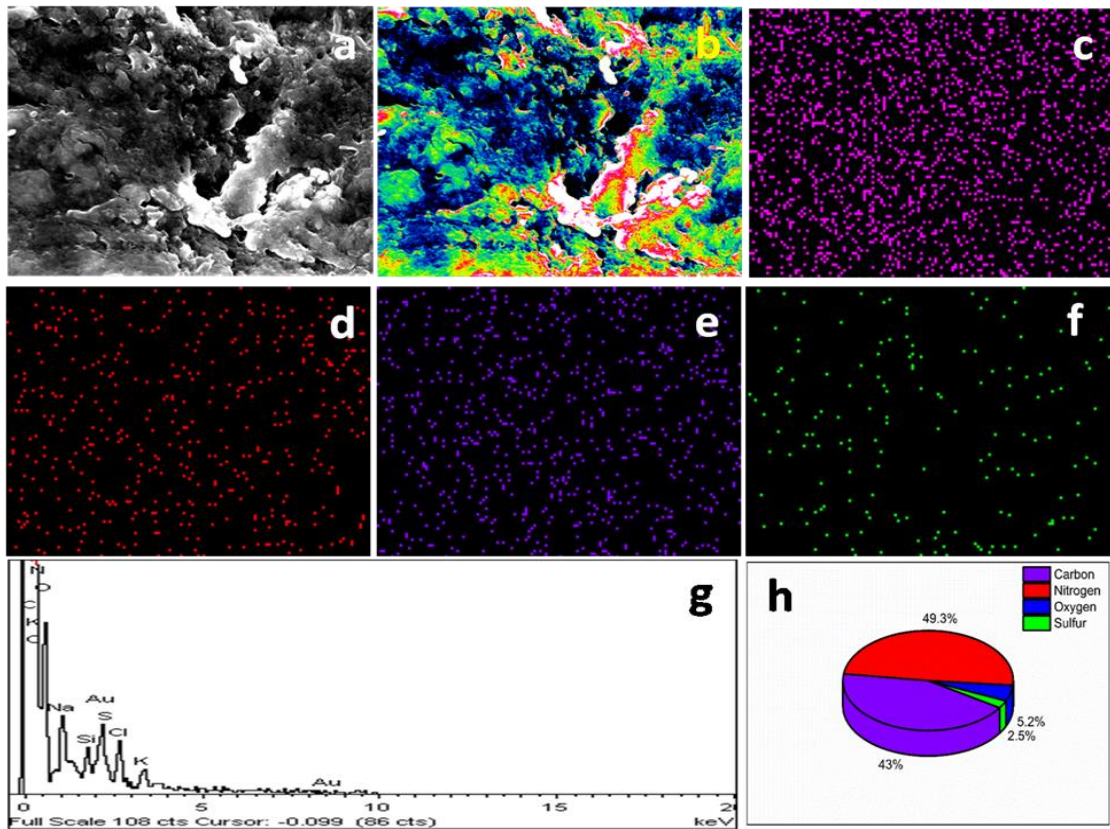 a
b
c
d
e
f
g
N
O
C
K
Na
Au
S
Si
Cl
K
Au
0
5
10
15
20
Full Scale 108 cts Cursor: -0.099 (86 cts)
keV
h
Carbon
Nitrogen
Oxygen
Sulfur
49.3%
5.2%
2.5%
43%